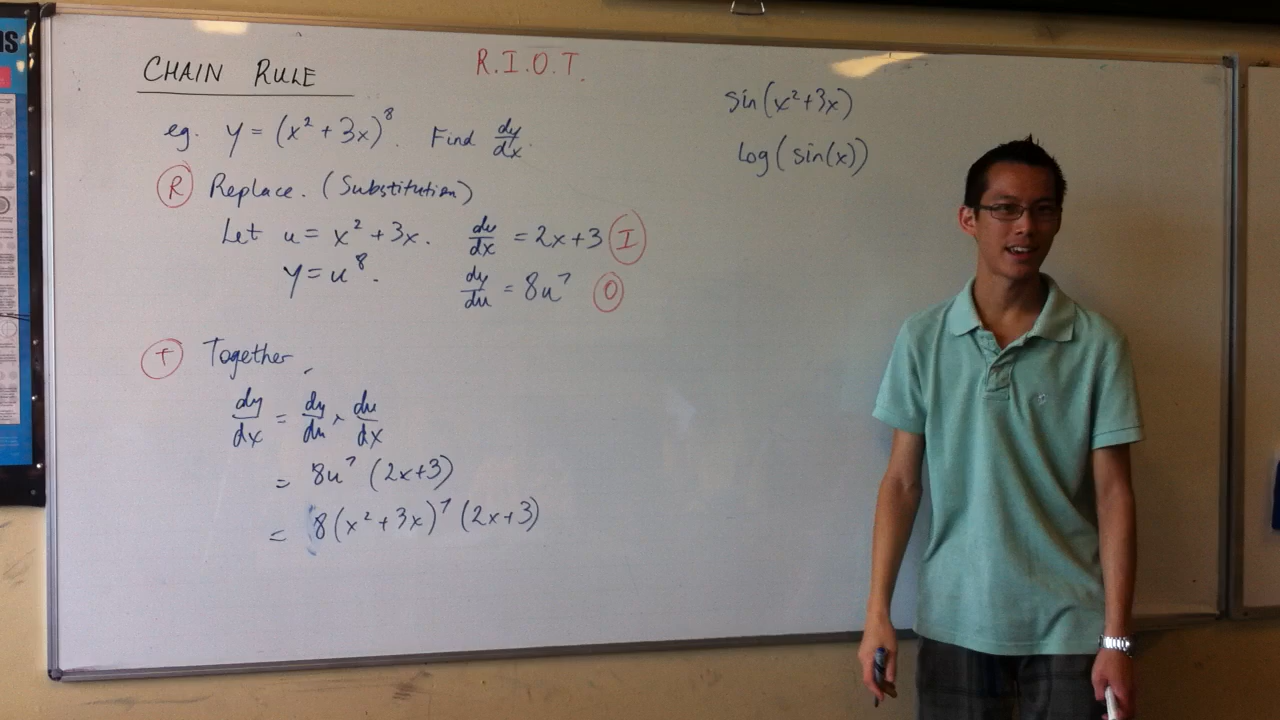 CHAIN RULE
R.I.O.T.
eg. y = (x² + 3x)⁸. Find dy/dx.
Ⓡ Replace. (Substitution)
Let u = x² + 3x. du/dx = 2x+3 Ⓘ
y = u⁸. dy/du = 8u⁷ Ⓞ
Ⓣ Together,
dy/dx = dy/du × du/dx
= 8u⁷ (2x+3)
= 8(x² + 3x)⁷ (2x+3)
sin(x²+3x)
log(sin(x))